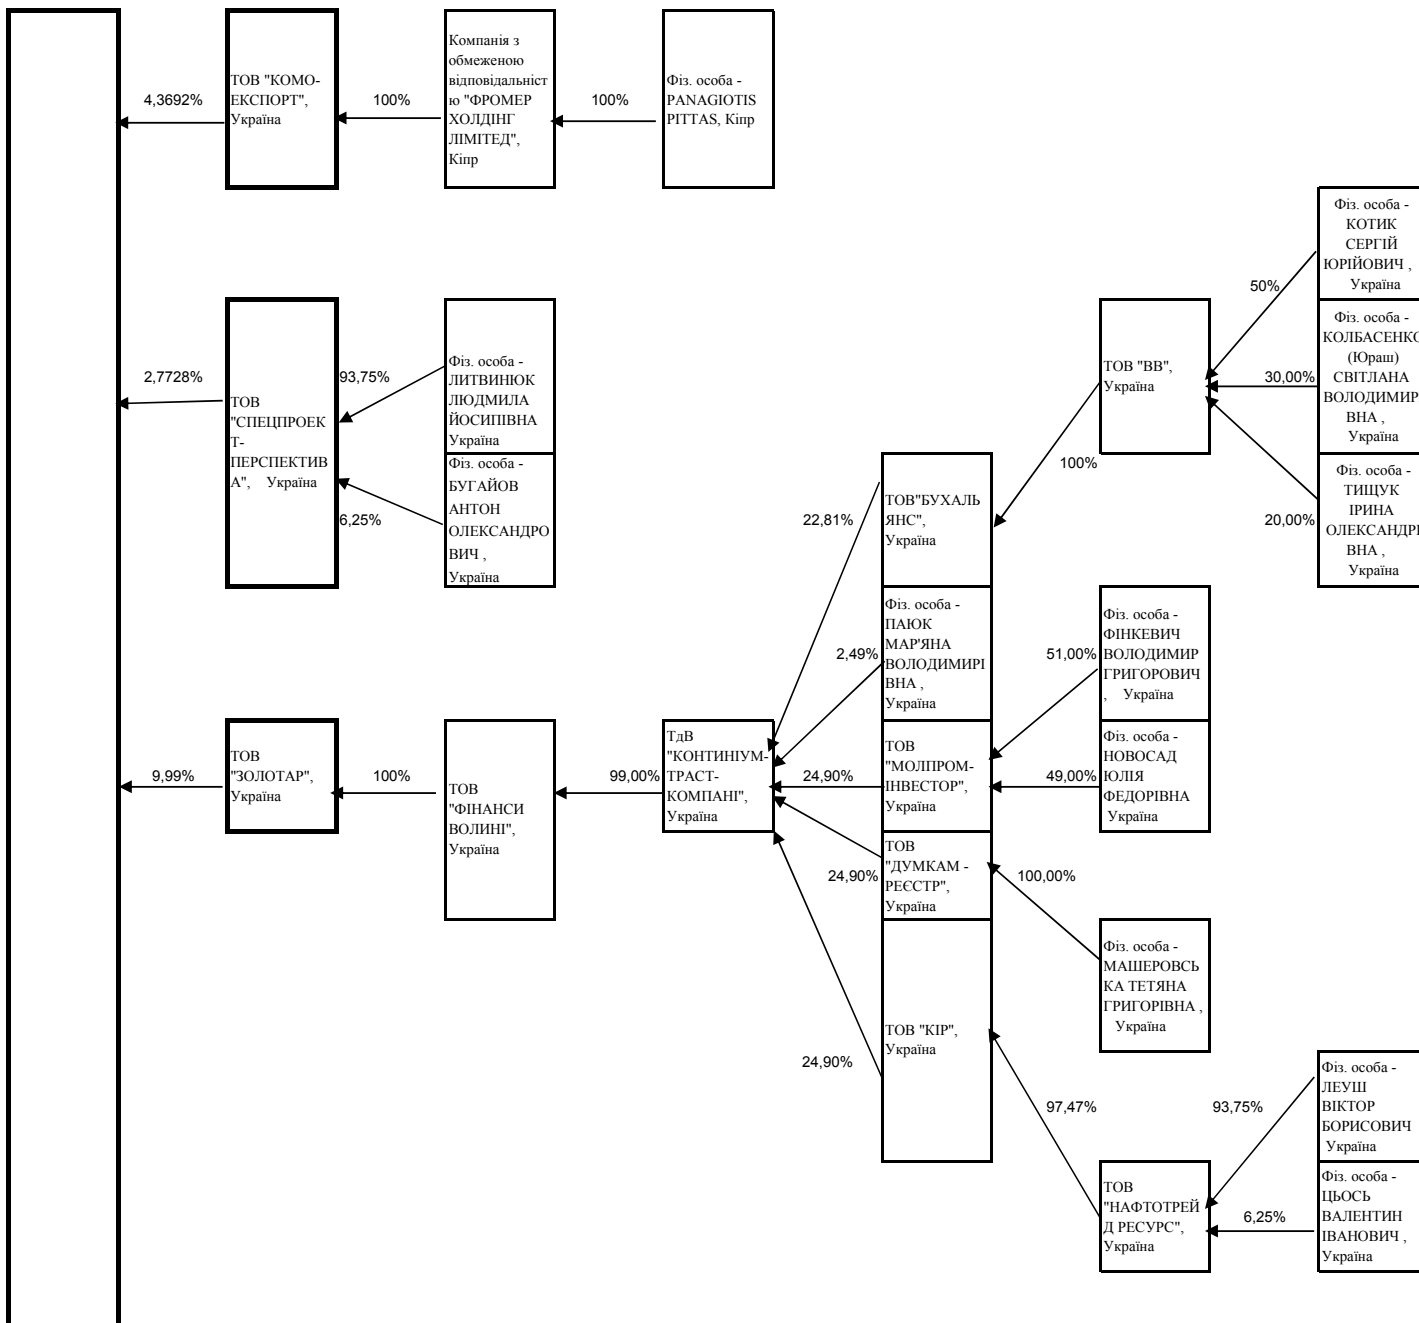 4,3692%
ТОВ "КОМО-
ЕКСПОРТ",
Україна
100%
Компанія з
обмеженою
відповідальніст
ю "ФРОМЕР
ХОЛДІНГ
ЛІМІТЕД",
Кіпр
100%
Фіз. особа -
PANAGIOTIS
PITTAS, Кіпр
2,7728%
ТОВ
"СПЕЦПРОЕК
Т-
ПЕРСПЕКТИВ
А", Україна
93,75%
Фіз. особа -
ЛИТВИНЮК
ЛЮДМИЛА
ЙОСИПІВНА
Україна
6,25%
Фіз. особа -
БУГАЙОВ
АНТОН
ОЛЕКСАНДРО
ВИЧ ,
Україна
9,99%
ТОВ
"ЗОЛОТАР",
Україна
100%
ТОВ
"ФІНАНСИ
ВОЛИНІ",
Україна
99,00%
ТдВ
"КОНТИНІУМ-
ТРАСТ-
КОМПАНІ",
Україна
22,81%
ТОВ"БУХАЛЬ
ЯНС",
Україна
100%
ТОВ "ВВ",
Україна
50%
Фіз. особа -
КОТИК
СЕРГІЙ
ЮРІЙОВИЧ ,
Україна
30,00%
Фіз. особа -
КОЛБАСЕНКО
(Юраш)
СВІТЛАНА
ВОЛОДИМИР
ВНА ,
Україна
20,00%
Фіз. особа -
ТИЩУК
ІРИНА
ОЛЕКСАНДРІ
ВНА ,
Україна
2,49%
Фіз. особа -
ПАЮК
МАР'ЯНА
ВОЛОДИМИРІ
ВНА ,
Україна
24,90%
ТОВ
"МОЛПРОМ-
ІНВЕСТОР",
Україна
51,00%
Фіз. особа -
ФІНКЕВИЧ
ВОЛОДИМИР
ГРИГОРОВИЧ
, Україна
49,00%
Фіз. особа -
НОВОСАД
ЮЛІЯ
ФЕДОРІВНА
Україна
24,90%
ТОВ
"ДУМКАМ -
РЕЄСТР",
Україна
100,00%
Фіз. особа -
МАШЕРОВСЬ
КА ТЕТЯНА
ГРИГОРІВНА ,
Україна
24,90%
ТОВ "КІР",
Україна
97,47%
ТОВ
"НАФТОТРЕЙ
Д РЕСУРС",
Україна
93,75%
Фіз. особа -
ЛЕУШ
ВІКТОР
БОРИСОВИЧ
Україна
6,25%
Фіз. особа -
ЦЬОСЬ
ВАЛЕНТИН
ІВАНОВИЧ ,
Україна